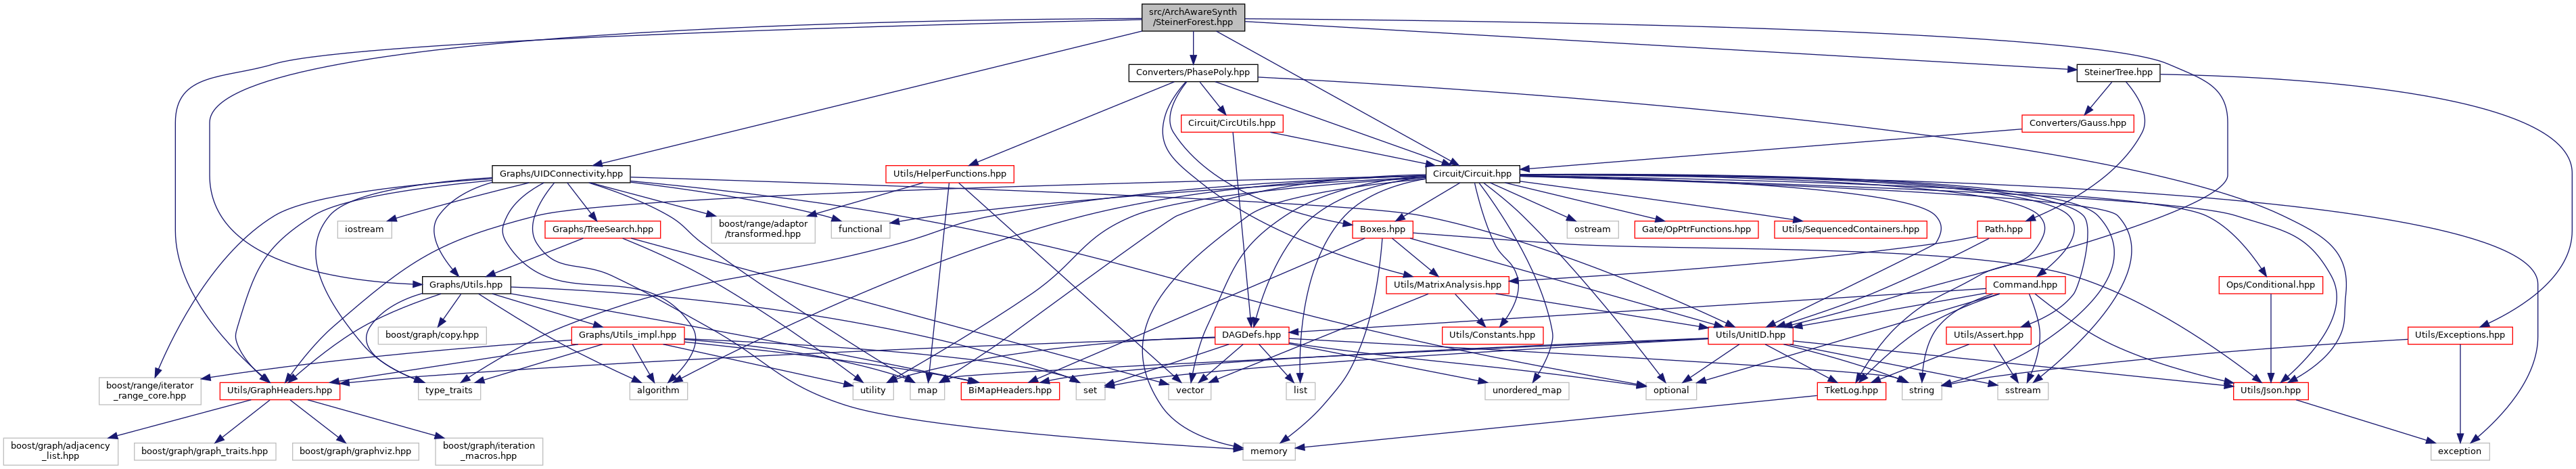 src/ArchAwareSynth
/SteinerForest.hpp
Converters/PhasePoly.hpp
SteinerTree.hpp
Circuit/CircUtils.hpp
Converters/Gauss.hpp
Graphs/UIDConnectivity.hpp
Utils/HelperFunctions.hpp
Circuit/Circuit.hpp
iostream
Graphs/TreeSearch.hpp
boost/range/adaptor
/transformed.hpp
functional
Boxes.hpp
ostream
Gate/OpPtrFunctions.hpp
Utils/SequencedContainers.hpp
Path.hpp
Graphs/Utils.hpp
Utils/MatrixAnalysis.hpp
Command.hpp
Ops/Conditional.hpp
boost/graph/copy.hpp
Graphs/Utils_impl.hpp
DAGDefs.hpp
Utils/Constants.hpp
Utils/UnitID.hpp
Utils/Assert.hpp
Utils/Exceptions.hpp
boost/range/iterator
_range_core.hpp
Utils/GraphHeaders.hpp
type_traits
algorithm
utility
map
BiMapHeaders.hpp
set
vector
list
unordered_map
optional
TketLog.hpp
string
sstream
Utils/Json.hpp
boost/graph/adjacency
_list.hpp
boost/graph/graph_traits.hpp
boost/graph/graphviz.hpp
boost/graph/iteration
_macros.hpp
memory
exception